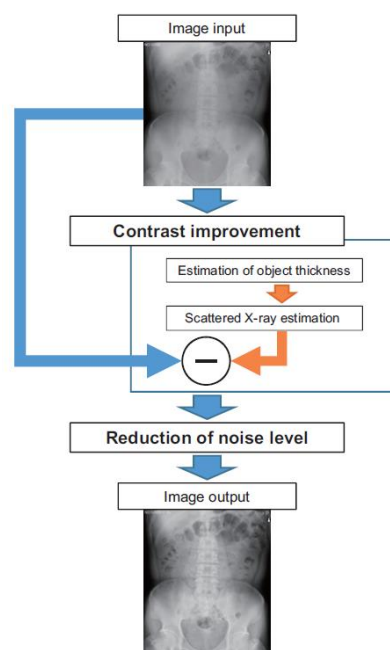 Image input
Contrast improvement
Estimation of object thickness
Scattered X-ray estimation
−
Reduction of noise level
Image output